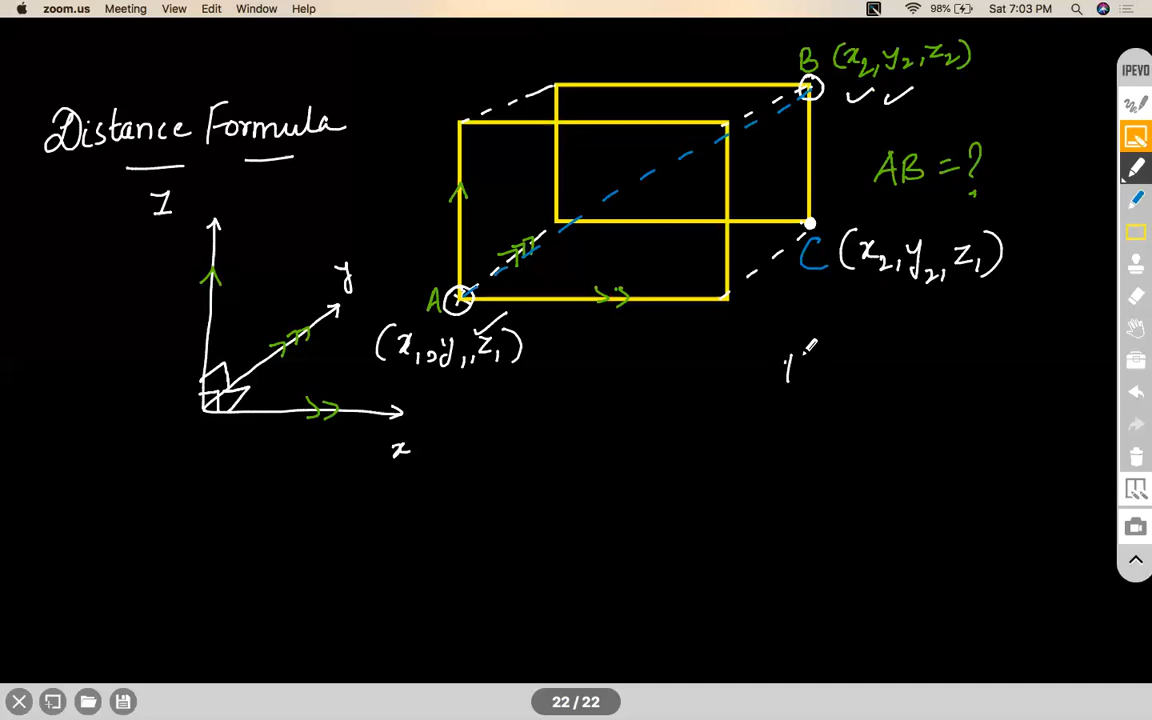 zoom.us Meeting View Edit Window Help 98% Sat 7:03 PM
IPEVO
Distance Formula
B (x₂, y₂, z₂)
AB = ?
C (x₂, y₂, z₁)
A
(x₁, y₁, z₁)
z
y
x
22 / 22